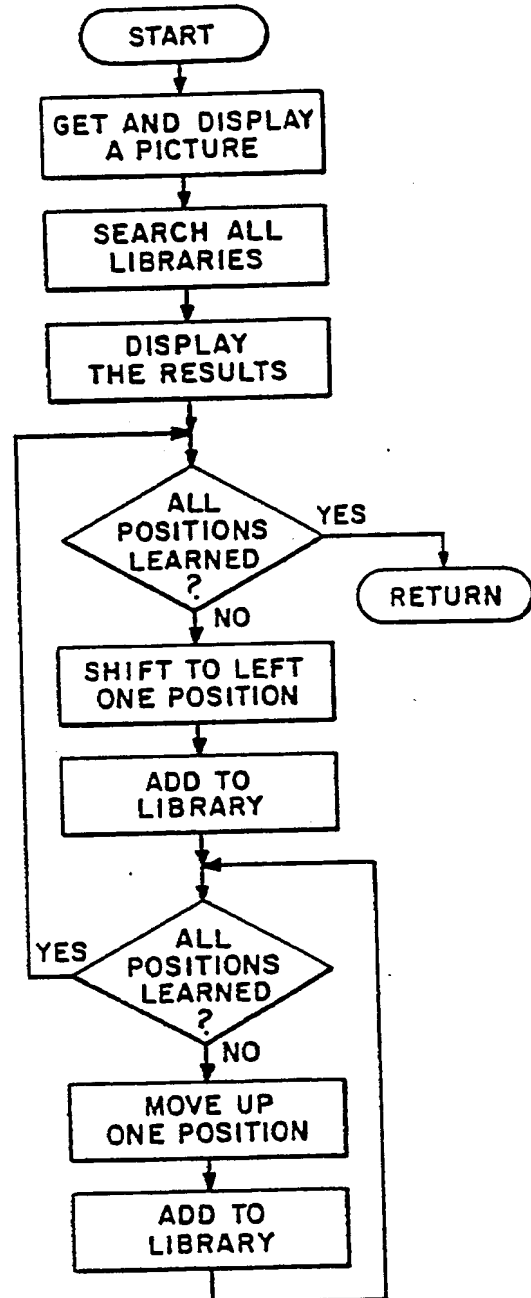 START
GET AND DISPLAY
A PICTURE
SEARCH ALL
LIBRARIES
DISPLAY
THE RESULTS
ALL
POSITIONS
LEARNED
?
YES
RETURN
NO
SHIFT TO LEFT
ONE POSITION
ADD TO
LIBRARY
ALL
POSITIONS
LEARNED
?
YES
NO
MOVE UP
ONE POSITION
ADD TO
LIBRARY